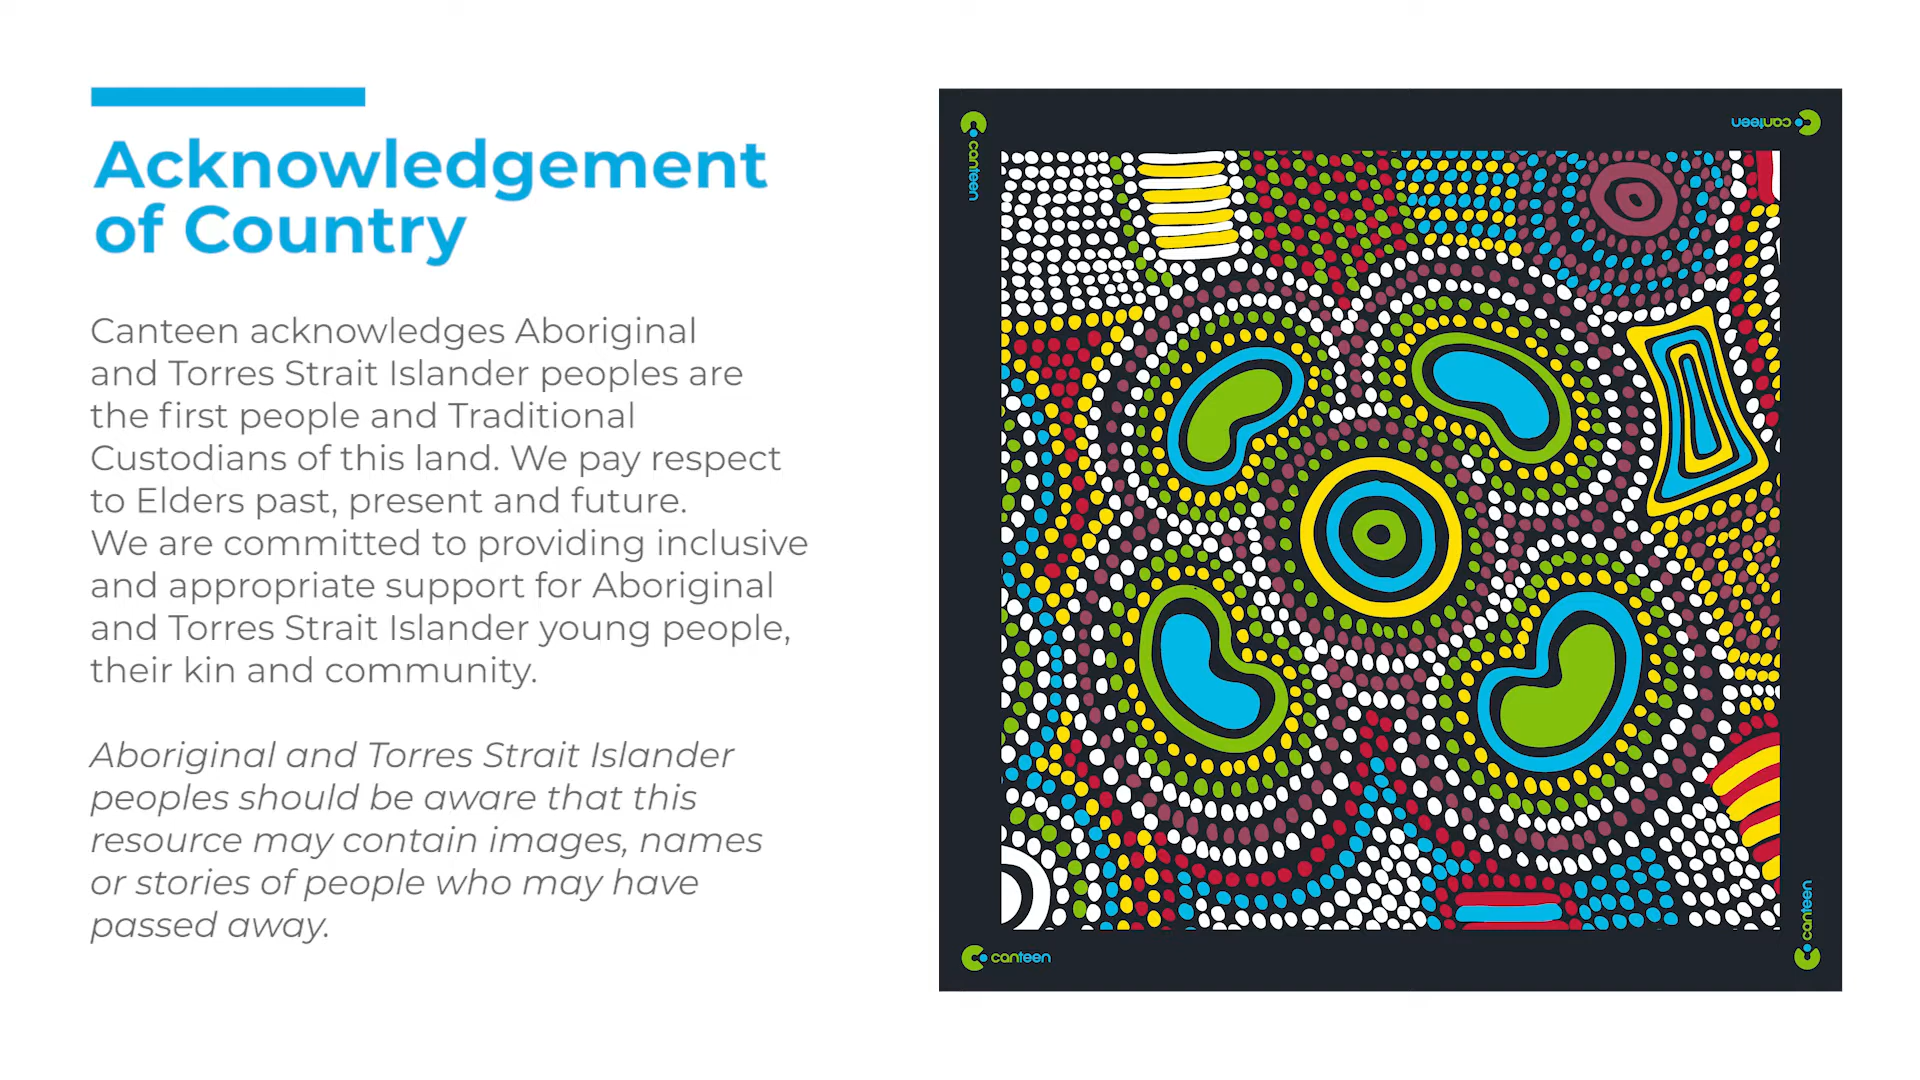 Acknowledgement
of Country
Canteen acknowledges Aboriginal
and Torres Strait Islander peoples are
the first people and Traditional
Custodians of this land. We pay respect
to Elders past, present and future.
We are committed to providing inclusive
and appropriate support for Aboriginal
and Torres Strait Islander young people,
their kin and community.
Aboriginal and Torres Strait Islander
peoples should be aware that this
resource may contain images, names
or stories of people who may have
passed away.
canteen
canteen
canteen
canteen